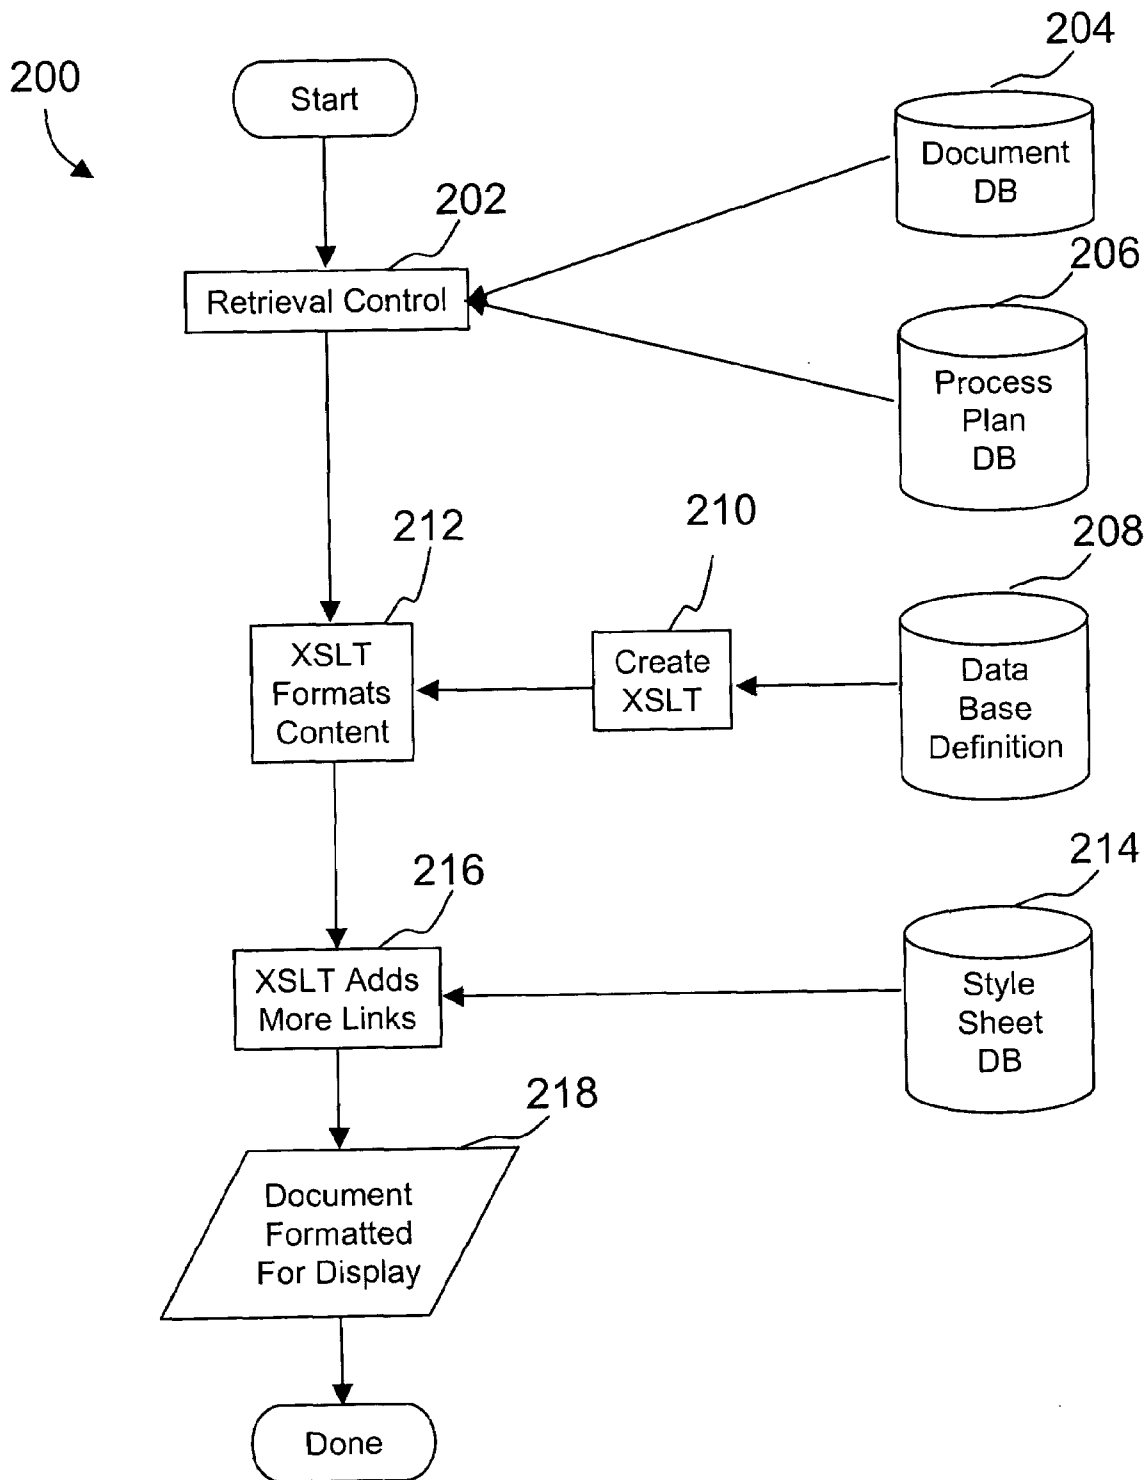 200
Start
204
Document
DB
202
Retrieval Control
206
Process
Plan
DB
212
XSLT
Formats
Content
210
Create
XSLT
208
Data
Base
Definition
216
XSLT Adds
More Links
214
Style
Sheet
DB
218
Document
Formatted
For Display
Done